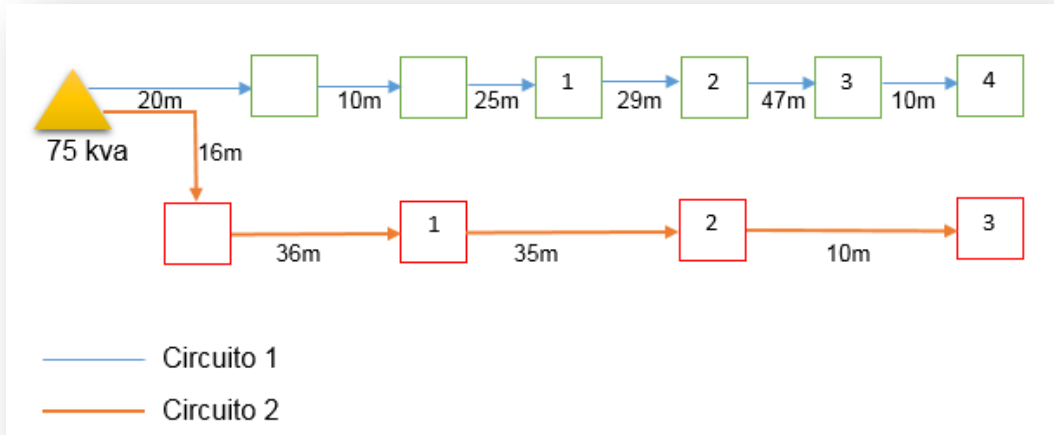 1 2 3 4
20m 10m 25m 29m 47m 10m
75 kva
16m
1 2 3
36m 35m 10m
Circuito 1
Circuito 2